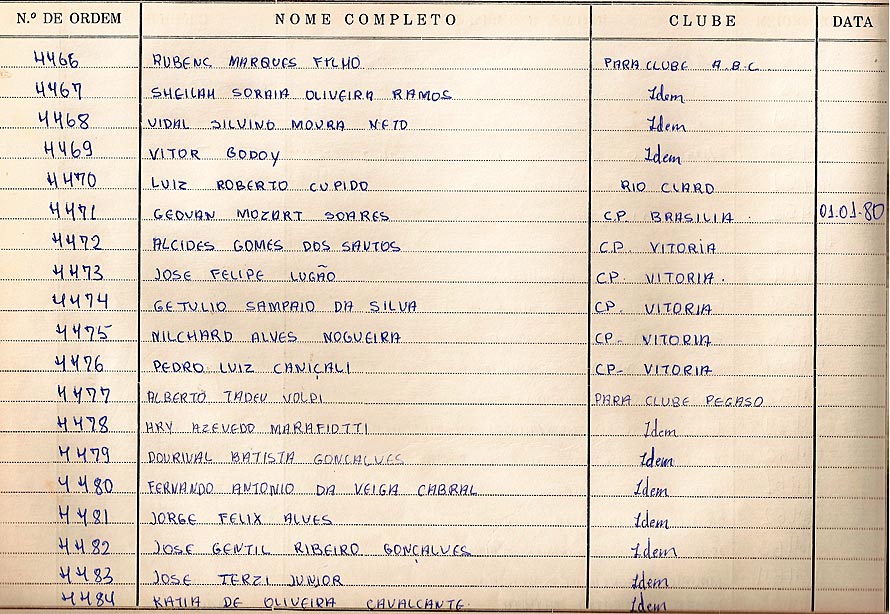 N.º DE ORDEM NOME COMPLETO CLUBE DATA
4466 RUBENC MARQUES FILHO PARA CLUBE A.B.C
4467 SHEILAH SORAIA OLIVEIRA RAMOS Idem
4468 VIDAL SILVINO MOURA NETO Idem
4469 VITOR GODOY Idem
4470 LUIZ ROBERTO CUPIDO RIO CLARO
4471 GEOVAN MOZART SOARES CP. BRASILIA 01.01.80
4472 ALCIDES GOMES DOS SANTOS C.P. VITORIA
4473 JOSE FELIPE LUGÃO CP. VITORIA.
4474 GETULIO SAMPAIO DA SILVA CP. VITORIA
4475 NILCHARD ALVES NOGUEIRA CP- VITORIA
4476 PEDRO LUIZ CANIÇALI CP- VITORIA
4477 ALBERTO TADEU VOLPI PARA CLUBE PEGASO
4478 ARY AZEVEDO MARAFIOTTI Idem
4479 DOURIVAL BATISTA GONCALVES Idem
4480 FERNANDO ANTONIO DA VEIGA CABRAL Idem
4481 JORGE FELIX ALVES Idem
4482 JOSE GENTIL RIBEIRO GONÇALVES Idem
4483 JOSE TERZI JUNIOR Idem
4484 KATIA DE OLIVEIRA CAVALCANTE. Idem